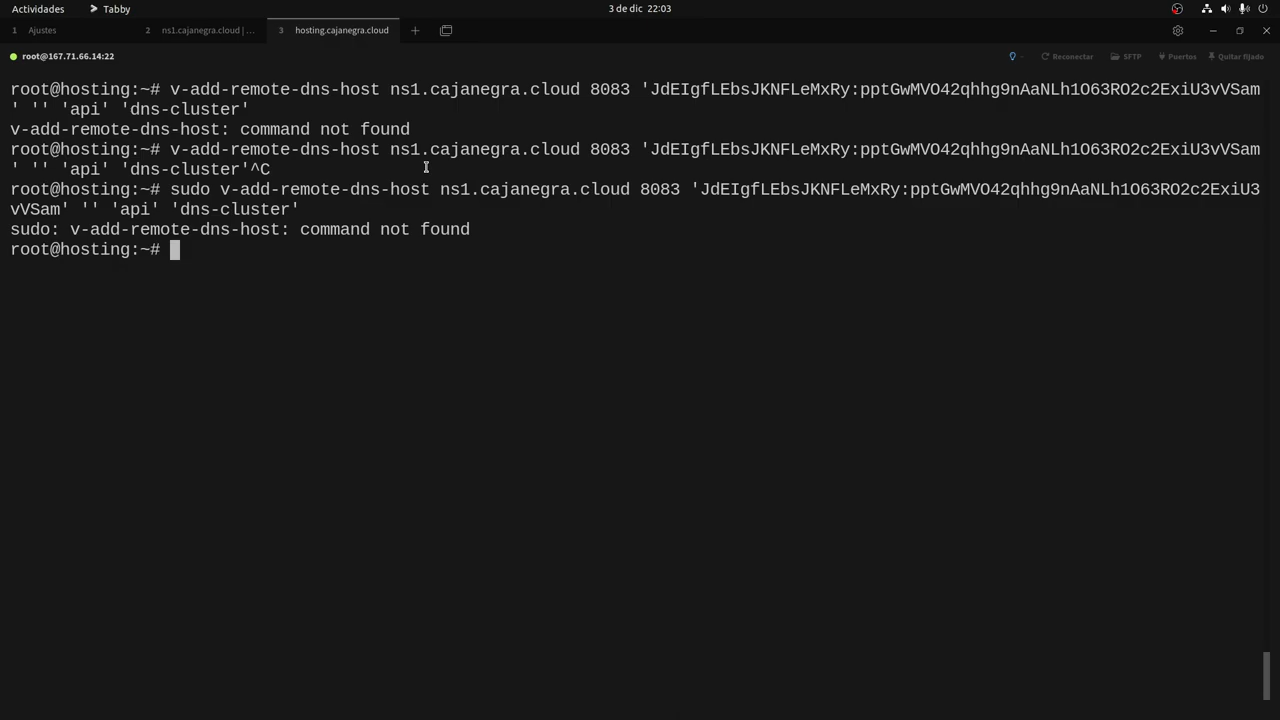 Actividades
Tabby
3 de dic 22:03
1 Ajustes
2 ns1.cajanegra.cloud | ...
3 hosting.cajanegra.cloud
root@167.71.66.14:22
Reconectar
SFTP
Puertos
Quitar fijado
root@hosting:~# v-add-remote-dns-host ns1.cajanegra.cloud 8083 'JdEIgfLEbsJKNFLeMxRy:pptGwMVO42qhhg9nAaNLh1O63RO2c2ExiU3vVSam
' '' 'api' 'dns-cluster'
v-add-remote-dns-host: command not found
root@hosting:~# v-add-remote-dns-host ns1.cajanegra.cloud 8083 'JdEIgfLEbsJKNFLeMxRy:pptGwMVO42qhhg9nAaNLh1O63RO2c2ExiU3vVSam
' '' 'api' 'dns-cluster'^C
root@hosting:~# sudo v-add-remote-dns-host ns1.cajanegra.cloud 8083 'JdEIgfLEbsJKNFLeMxRy:pptGwMVO42qhhg9nAaNLh1O63RO2c2ExiU3
vVSam' '' 'api' 'dns-cluster'
sudo: v-add-remote-dns-host: command not found
root@hosting:~#